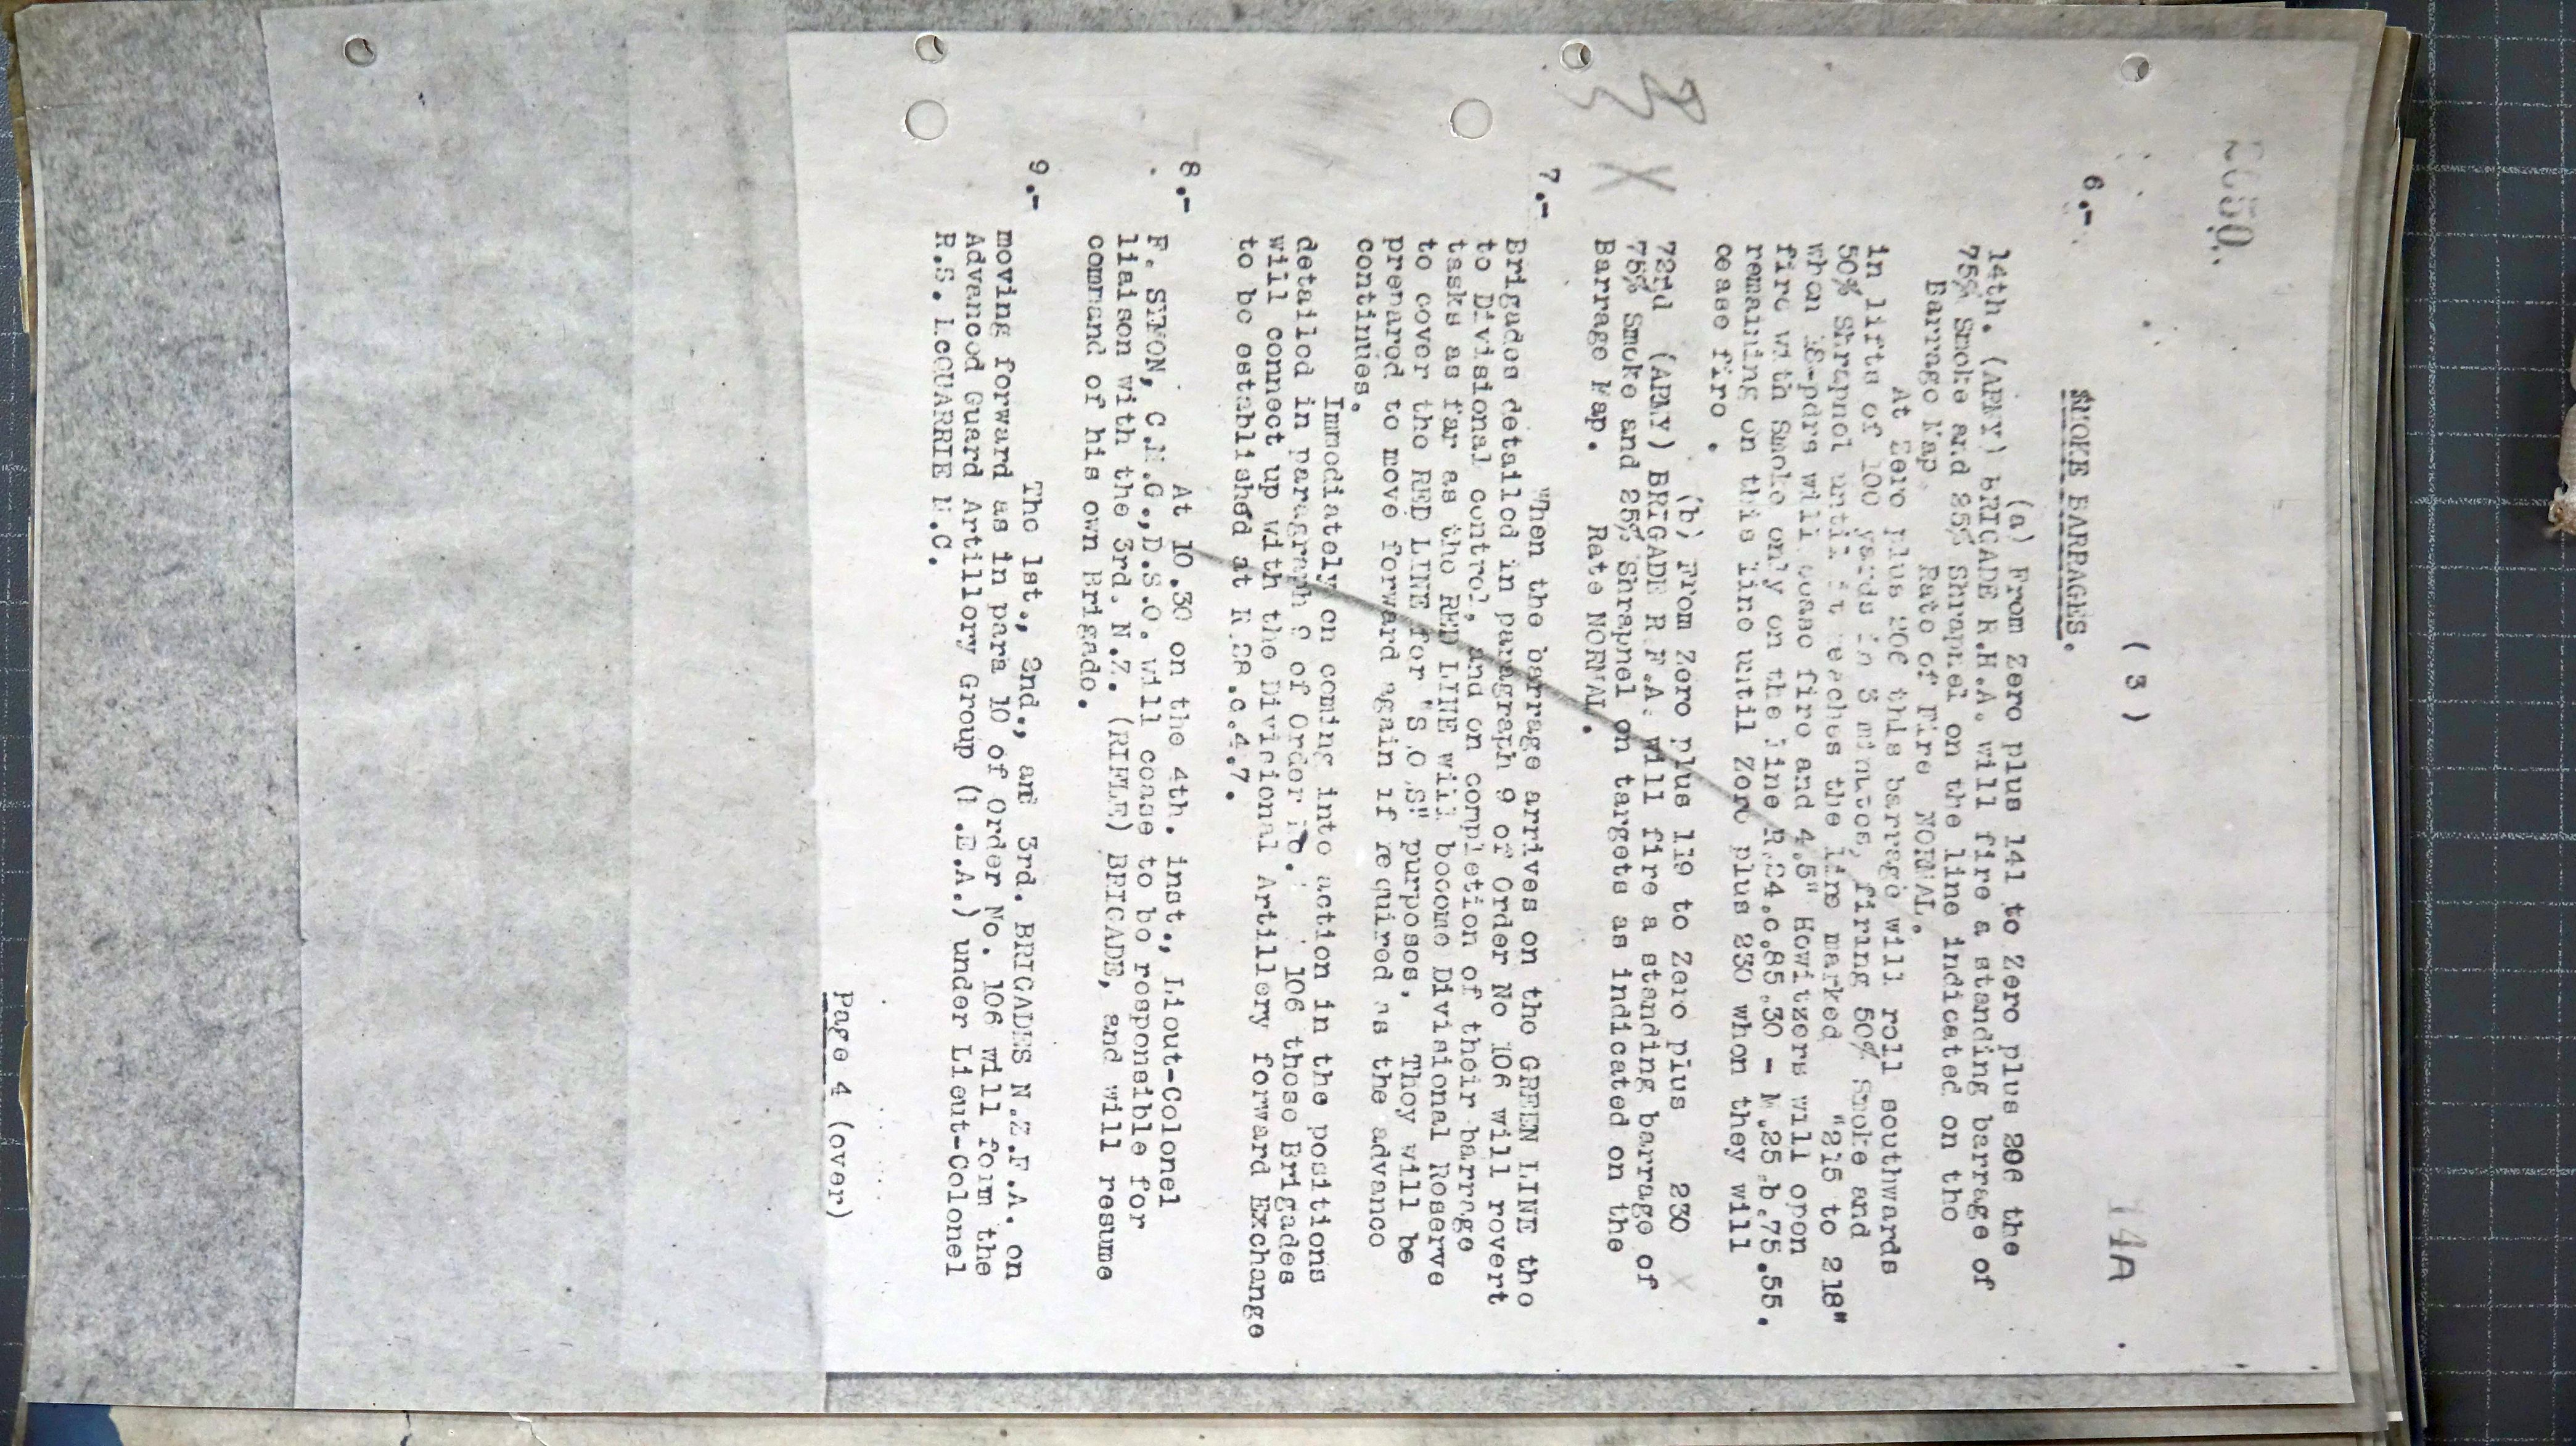 ( 3 )
14A
2650.
6.-
SMOKE BARRAGES.
(a) From Zero plus 141 to Zero plus 206 the
14th. (ARMY) BRIGADE R.H.A. will fire a standing barrage of
75% Smoke and 25% Shrapnel on the line indicated on tho
Barrage Map. Rate of Fire NORMAL.
At Zero plus 206 this barrage will roll southwards
in lifts of 100 yards in 3 minutes, firing 50% Smoke and
50% Shrapnel until it reaches the line marked "215 to 218"
when 18-pdrs will cease fire and 4.5" Howitzers will open
fire with Smoke only on the line R.24.c.85.30 - M.25.b.75.55.
remaining on this line until Zero plus 230 when they will
cease fire .
(b) From Zero plus 119 to Zero plus 230
72nd (ARMY) BRIGADE R.F.A. will fire a standing barrage of
75% Smoke and 25% Shrapnel on targets as indicated on the
Barrage Map. Rate NORMAL.
X
7.-
"When the barrage arrives on the GREEN LINE the
Brigades detailed in paragraph 9 of Order No 106 will revert
to Divisional control, and on completion of their barrage
tasks as far as the RED LINE will become Divisional Reserve
to cover the RED LINE for "S.O.S" purposes. They will be
prepared to move forward again if required as the advance
continues.
Immediately on coming into action in the positions
detailed in paragraph 9 of Order No. 106 these Brigades
will connect up with the Divisional Artillery forward Exchange
to be established at R.28.c.4.7.
8.-
At 10.30 on the 4th. inst., Lieut-Colonel
F. SYMON, C.M.G.,D.S.O. will cease to be responsible for
liaison with the 3rd. N.Z. (RIFLE) BRIGADE, and will resume
command of his own Brigade.
9.-
The 1st., 2nd., and 3rd. BRIGADES N.Z.F.A. on
moving forward as in para 10 of Order No. 106 will form the
Advanced Guard Artillery Group (N.Z.A.) under Lieut-Colonel
R.S. McQUARRIE M.C.
Page 4 (over)